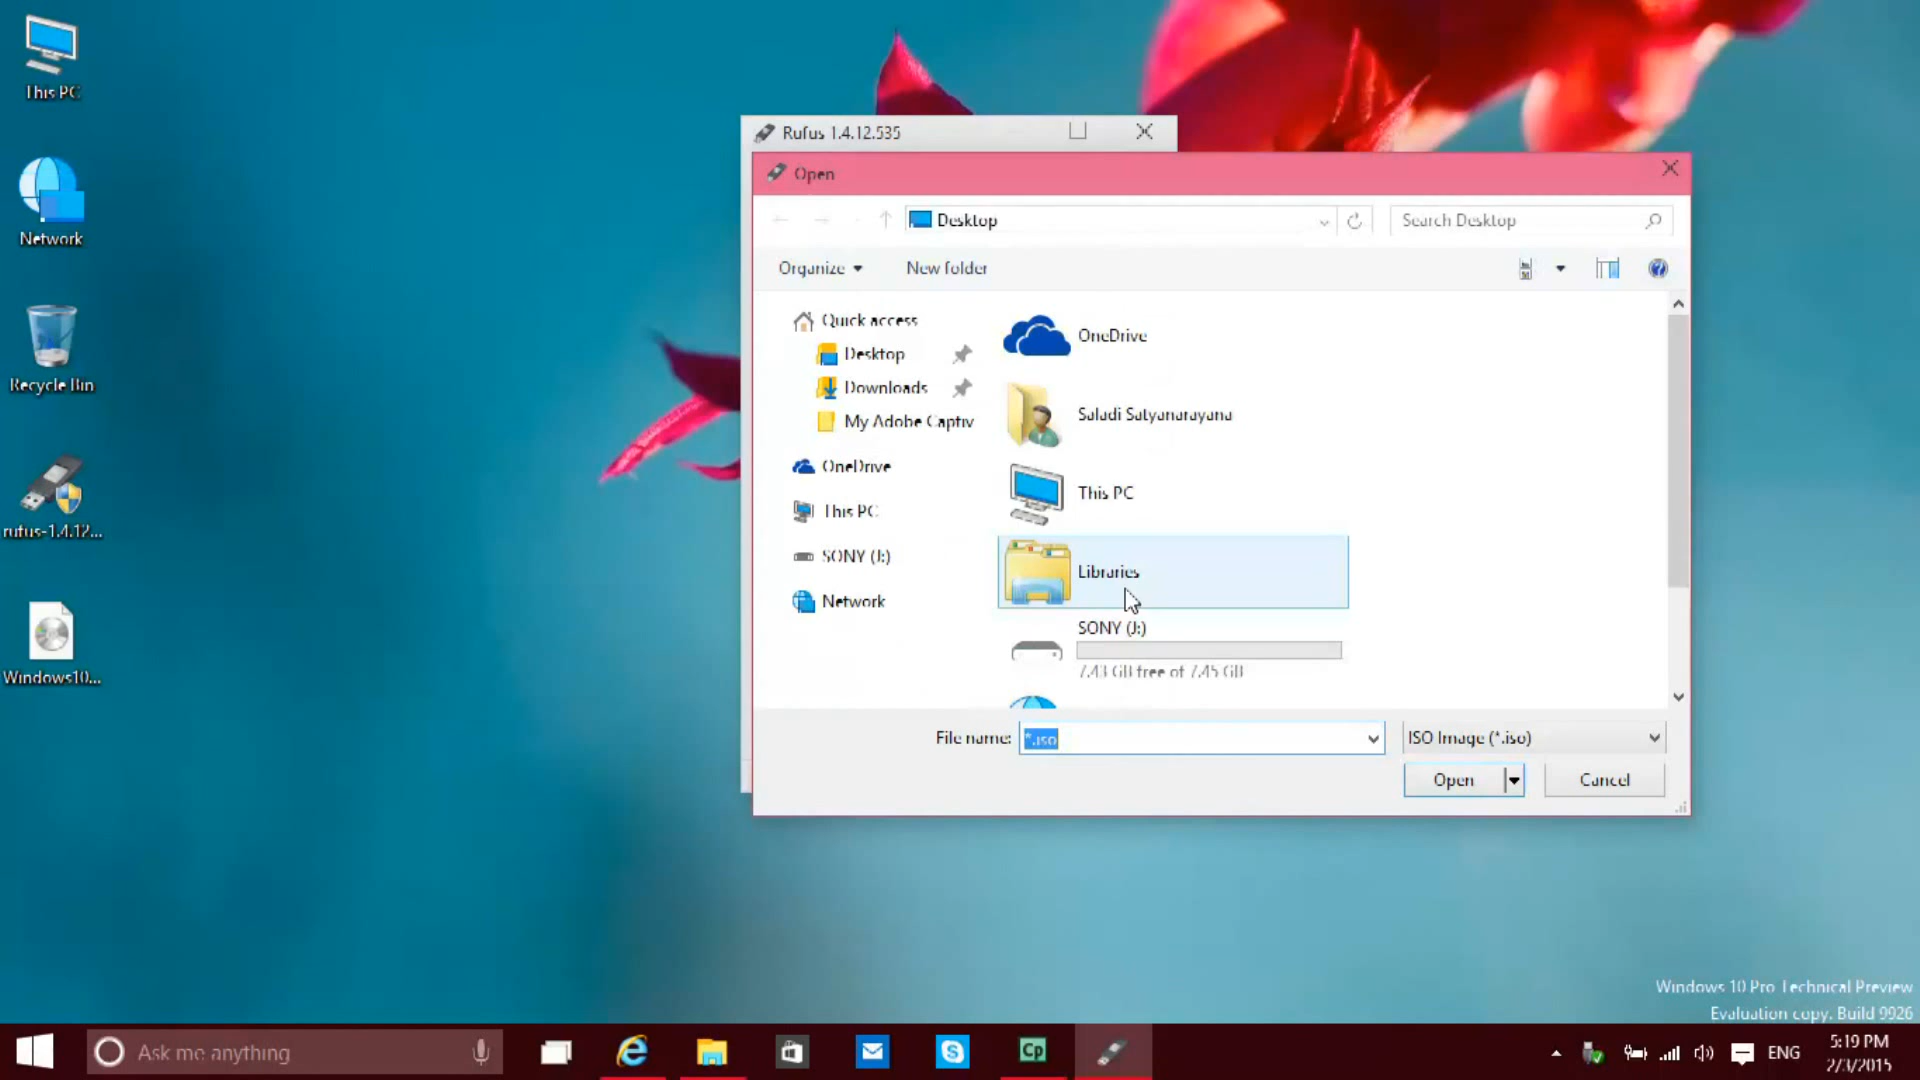 This PC
Network
Recycle Bin
rufus-1.4.12...
Windows10...
Rufus 1.4.12.535
Open
Desktop
Search Desktop
Organize
New folder
Quick access
Desktop
Downloads
My Adobe Captiv
OneDrive
This PC
SONY (J:)
Network
OneDrive
Saladi Satyanarayana
This PC
Libraries
SONY (J:)
7.43 GB free of 7.45 GB
File name:
*.iso
ISO Image (*.iso)
Open
Cancel
Windows 10 Pro Technical Preview
Evaluation copy. Build 9926
Ask me anything
Cp
ENG
5:19 PM
2/3/2015